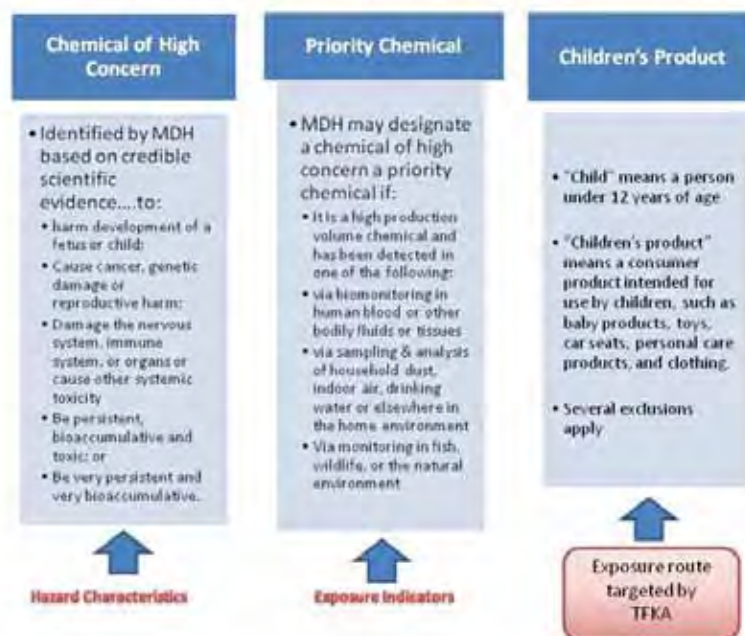 Chemical of High
Concern
• Identified by MDH
based on credible
scientific
evidence....to:
• harm development of a
fetus or child;
• Cause cancer, genetic
damage or
reproductive harm;
• Damage the nervous
system, immune
system, or organs or
cause other systemic
toxicity
• Be persistent,
bioaccumulative and
toxic; or
• Be very persistent and
very bioaccumulative.
Hazard Characteristics
Priority Chemical
• MDH may designate
a chemical of high
concern a priority
chemical if:
• It is a high production
volume chemical and
has been detected in
one of the following:
• via biomonitoring in
human blood or other
bodily fluids or tissues
• via sampling & analysis
of household dust,
indoor air, drinking
water or elsewhere in
the home environment
• Via monitoring in fish,
wildlife, or the natural
environment
Exposure Indicators
Children's Product
• "Child" means a person
under 12 years of age
• "Children's product"
means a consumer
product intended for
use by children, such as
baby products, toys,
car seats, personal care
products, and clothing.
• Several exclusions
apply
Exposure route
targeted by
TFKA